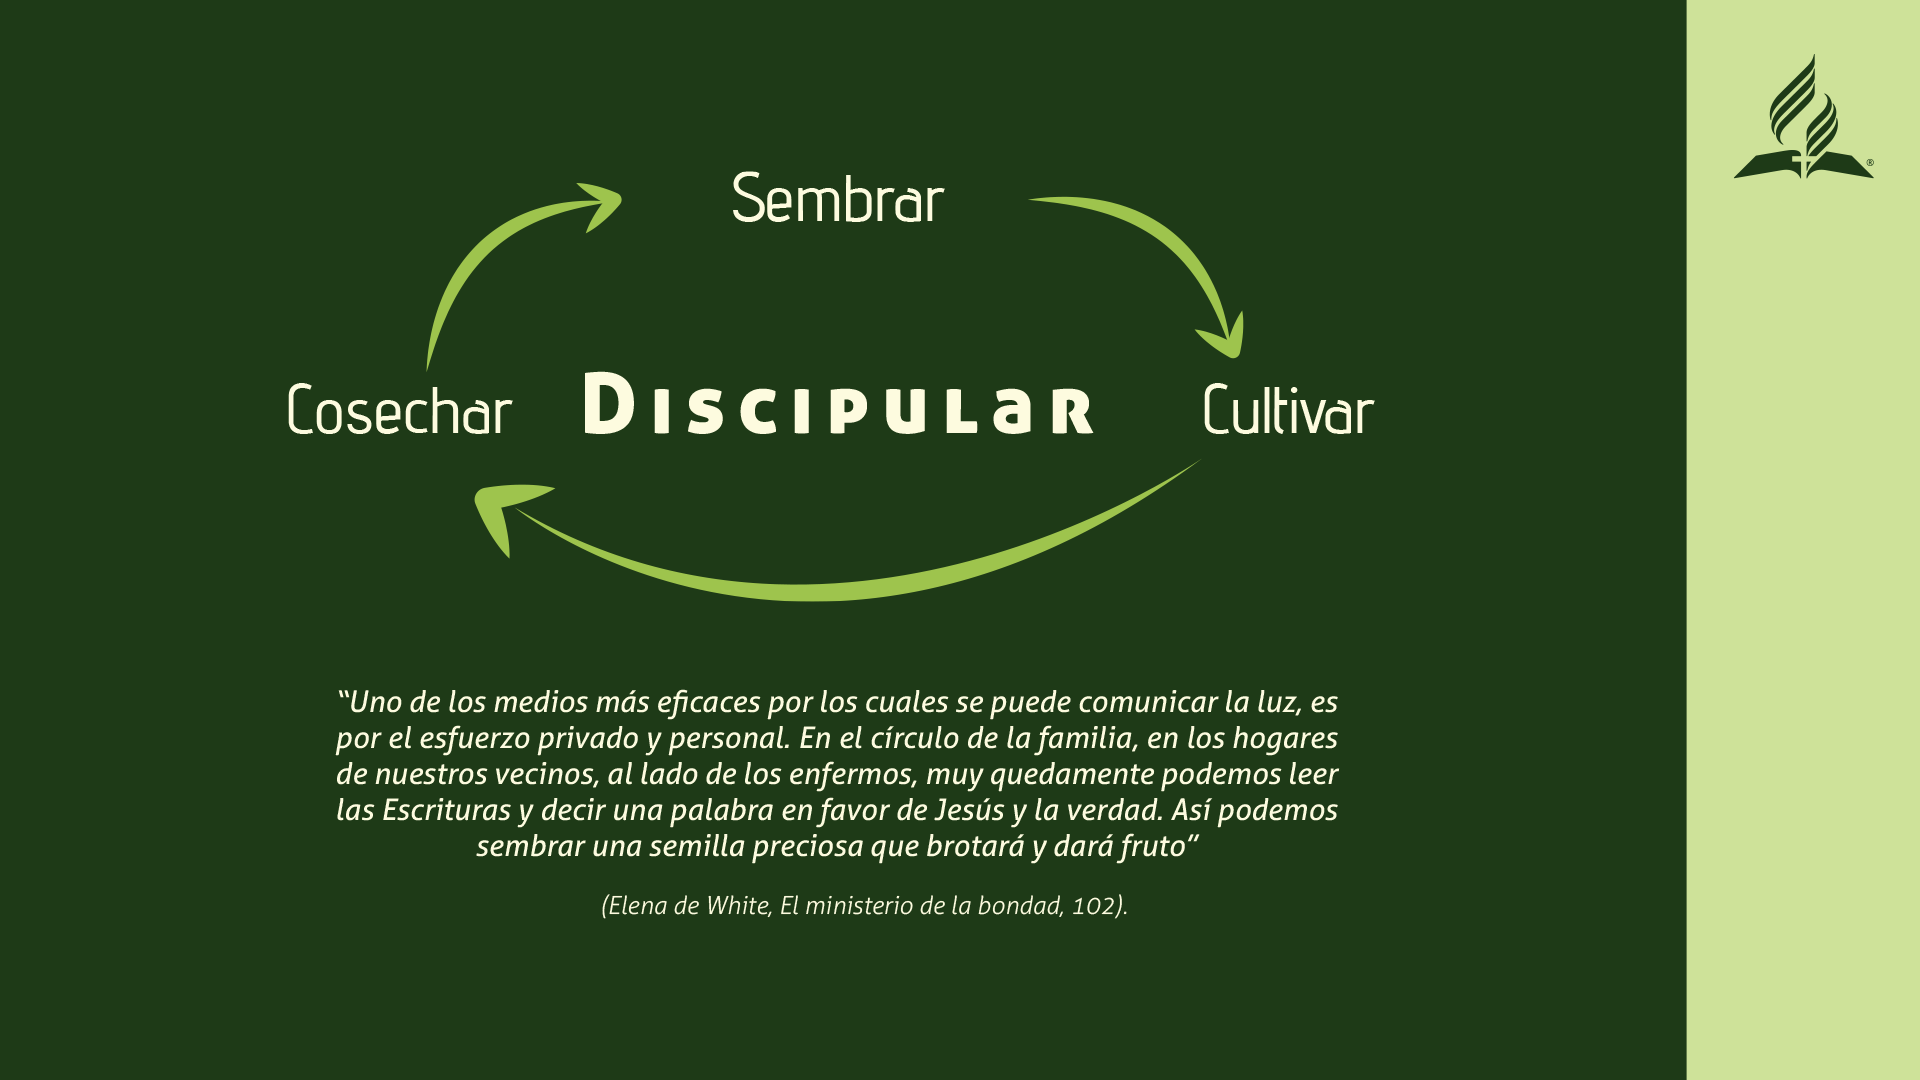 Sembrar
Cosechar
Discipular
Cultivar
“Uno de los medios más eficaces por los cuales se puede comunicar la luz, es
por el esfuerzo privado y personal. En el círculo de la familia, en los hogares
de nuestros vecinos, al lado de los enfermos, muy quedamente podemos leer
las Escrituras y decir una palabra en favor de Jesús y la verdad. Así podemos
sembrar una semilla preciosa que brotará y dará fruto”
(Elena de White, El ministerio de la bondad, 102).
®